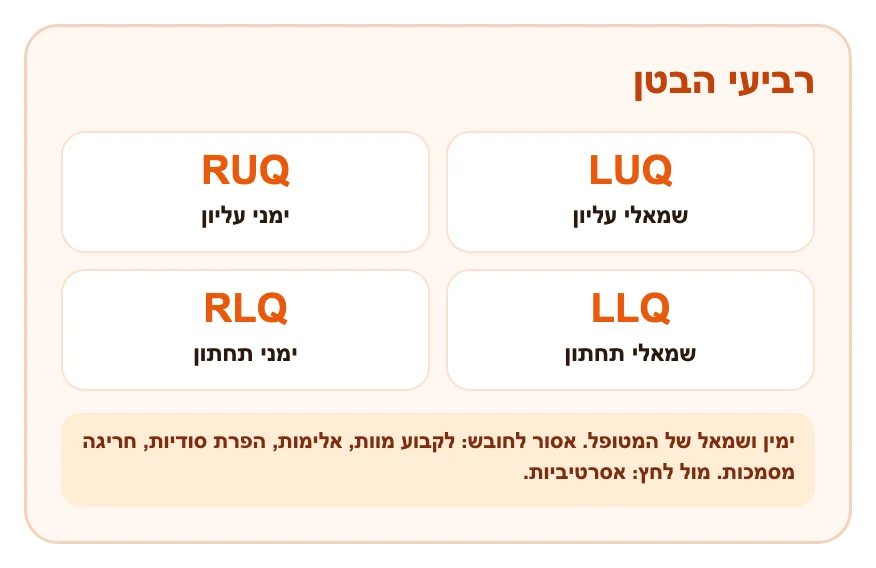 רביעי הבטן
LUQ
שמאלי עליון
RUQ
ימני עליון
LLQ
שמאלי תחתון
RLQ
ימני תחתון
ימין ושמאל של המטופל. אסור לחובש: לקבוע מוות, אלימות, הפרת סודיות, חריגה
מסמכות. מול לחץ: אסרטיביות.